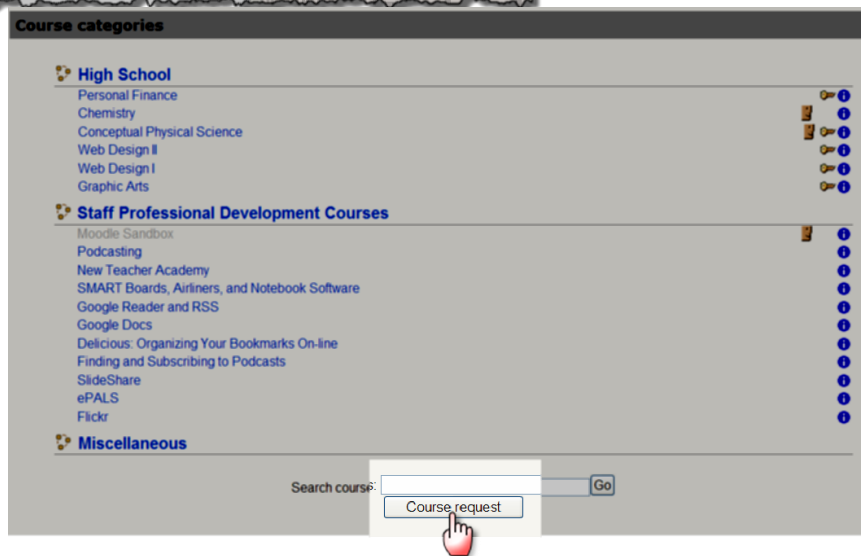 Course categories
High School
Personal Finance
Chemistry
Conceptual Physical Science
Web Design II
Web Design I
Graphic Arts
Staff Professional Development Courses
Moodle Sandbox
Podcasting
New Teacher Academy
SMART Boards, Airliners, and Notebook Software
Google Reader and RSS
Google Docs
Delicious: Organizing Your Bookmarks On-line
Finding and Subscribing to Podcasts
SlideShare
ePALS
Flickr
Miscellaneous
Search courses: Go
Course request